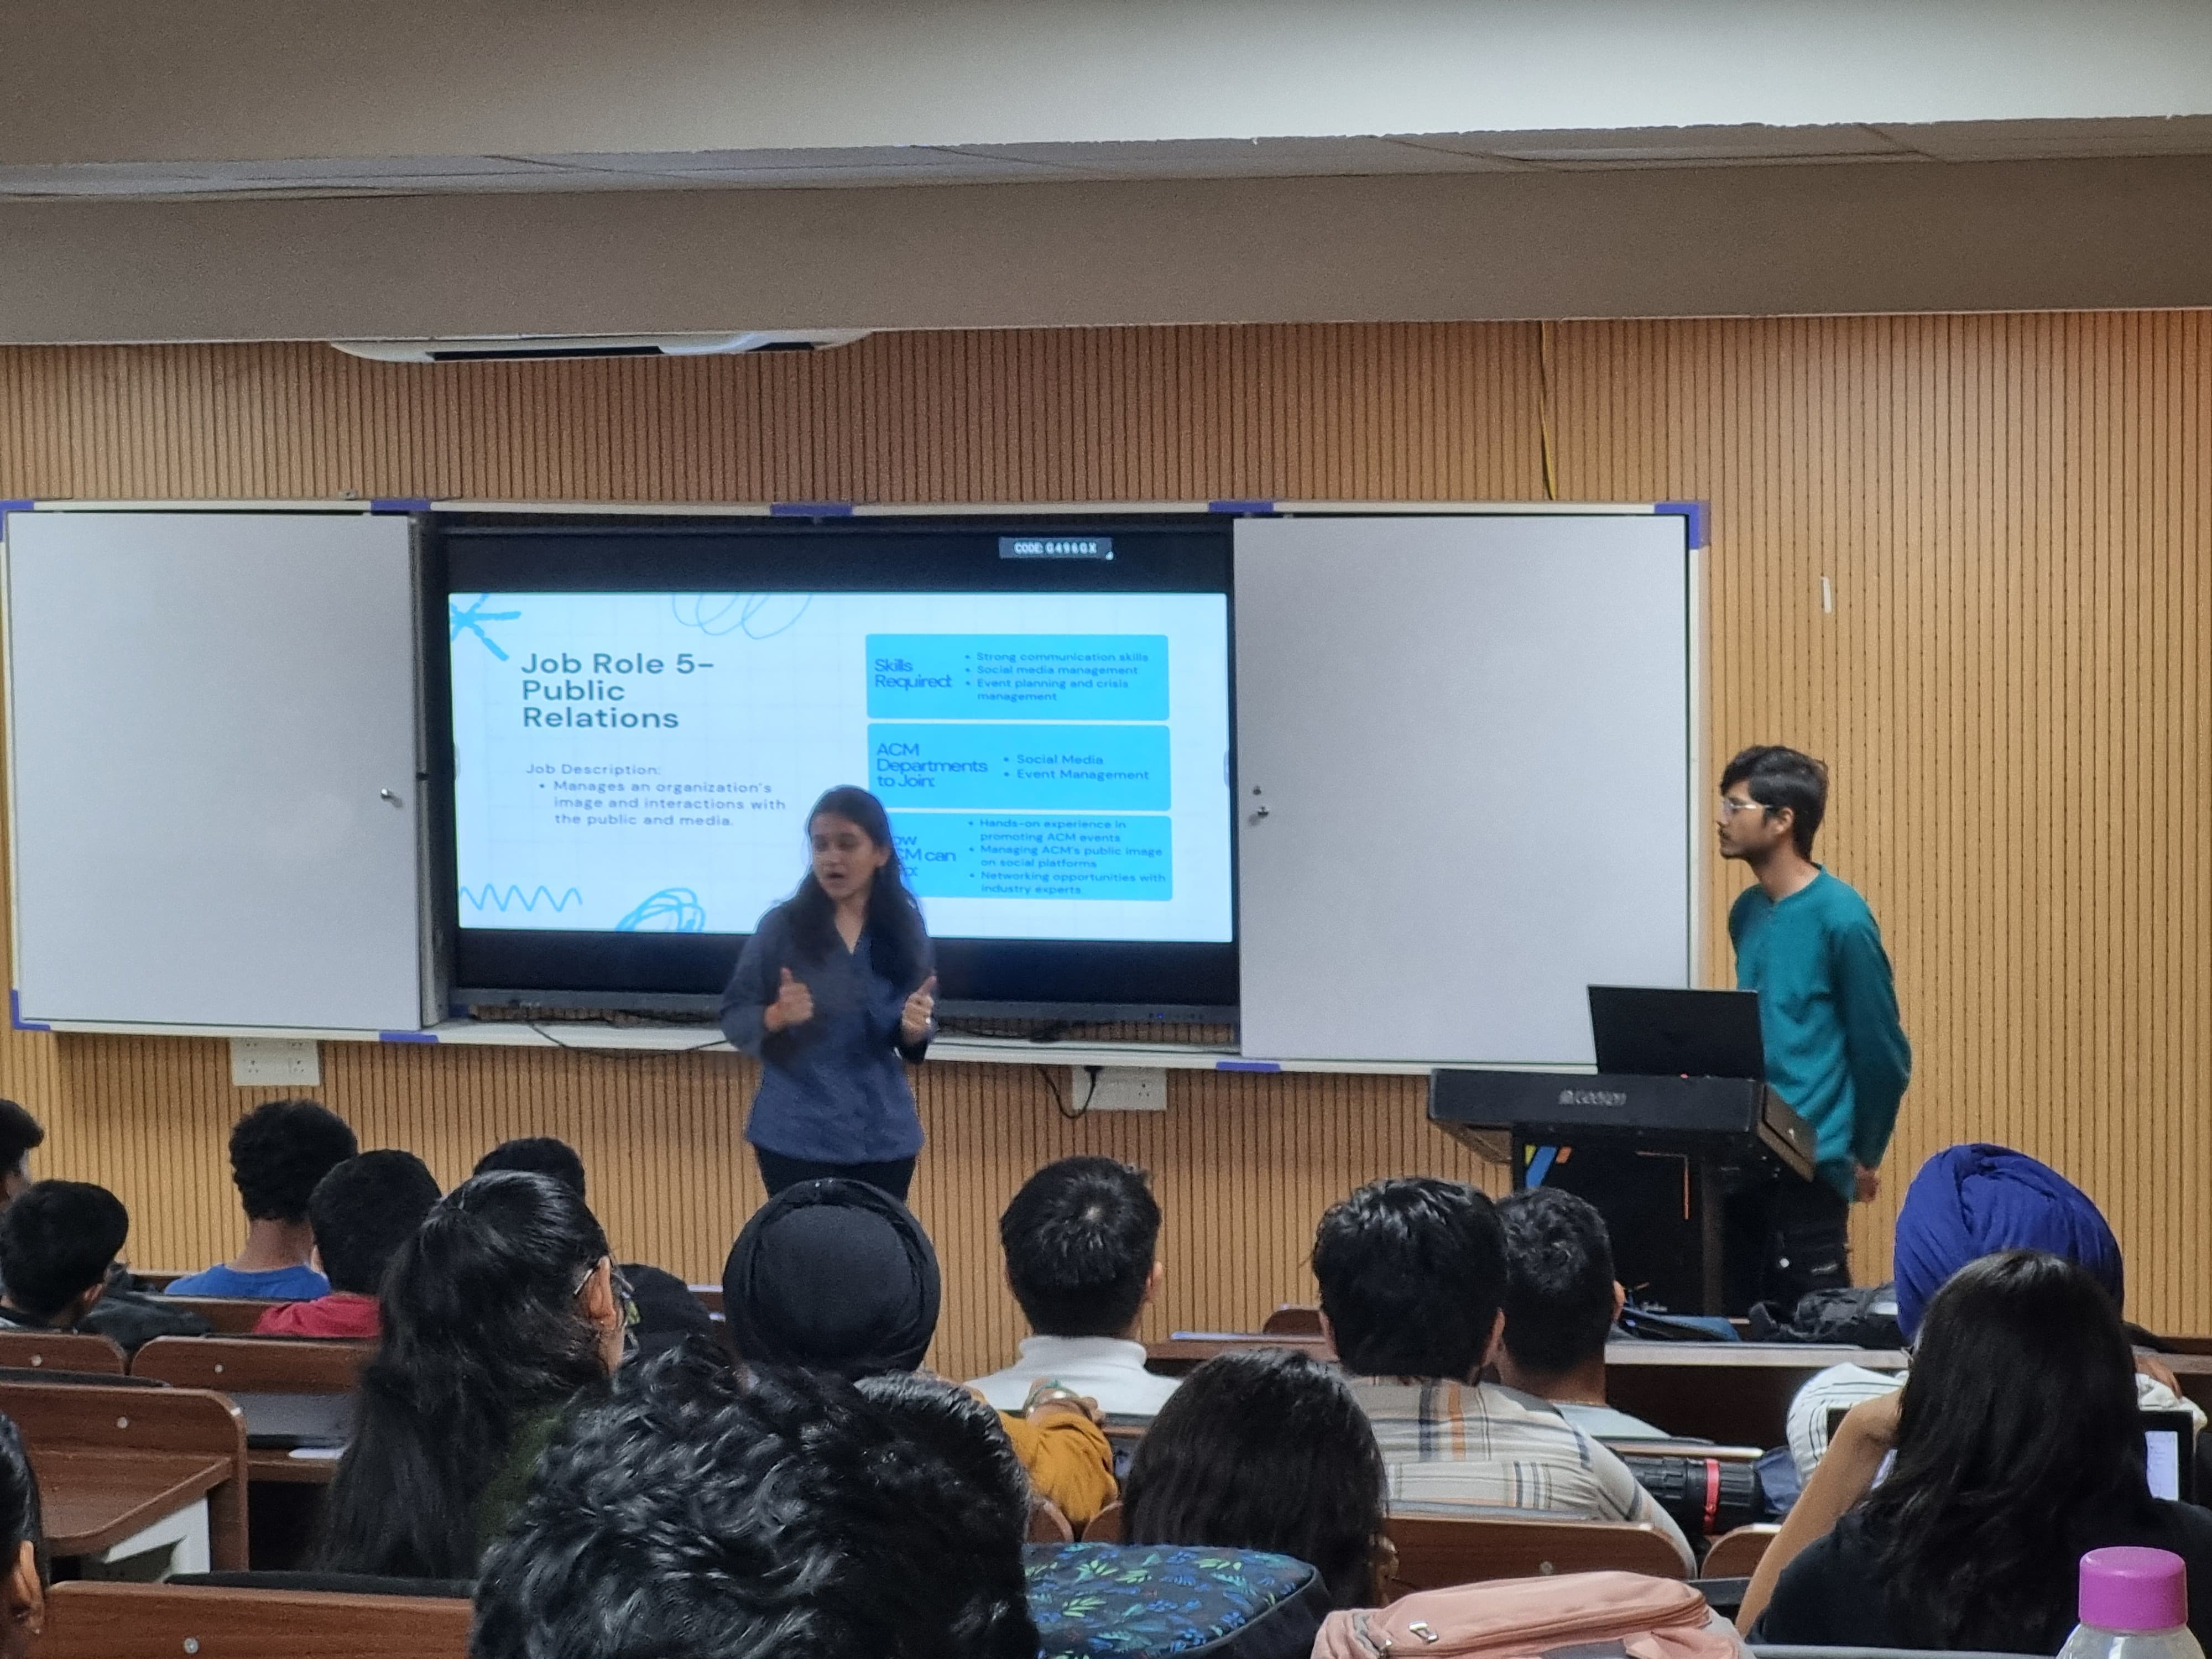 CODE: G496GX
Job Role 5-
Public
Relations
Job Description:
• Manages an organization's
image and interactions with
the public and media.
Skills
Required:
• Strong communication skills
• Social media management
• Event planning and crisis
management
ACM
Departments
to Join:
• Social Media
• Event Management
can
• Hands-on experience in
promoting ACM events
• Managing ACM's public image
on social platforms
• Networking opportunities with
industry experts